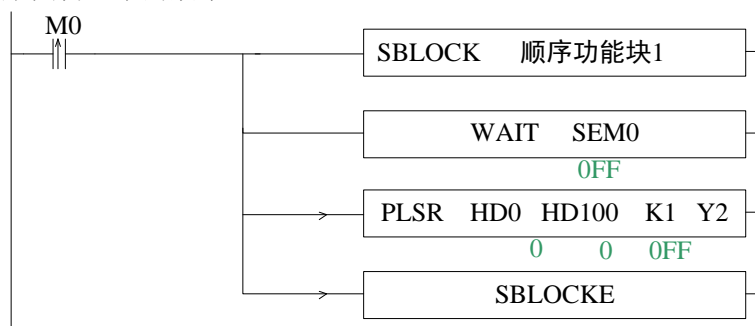 M0
SBLOCK 顺序功能块1
WAIT SEM0
0FF
PLSR HD0 HD100 K1 Y2
0 0 0FF
SBLOCKE